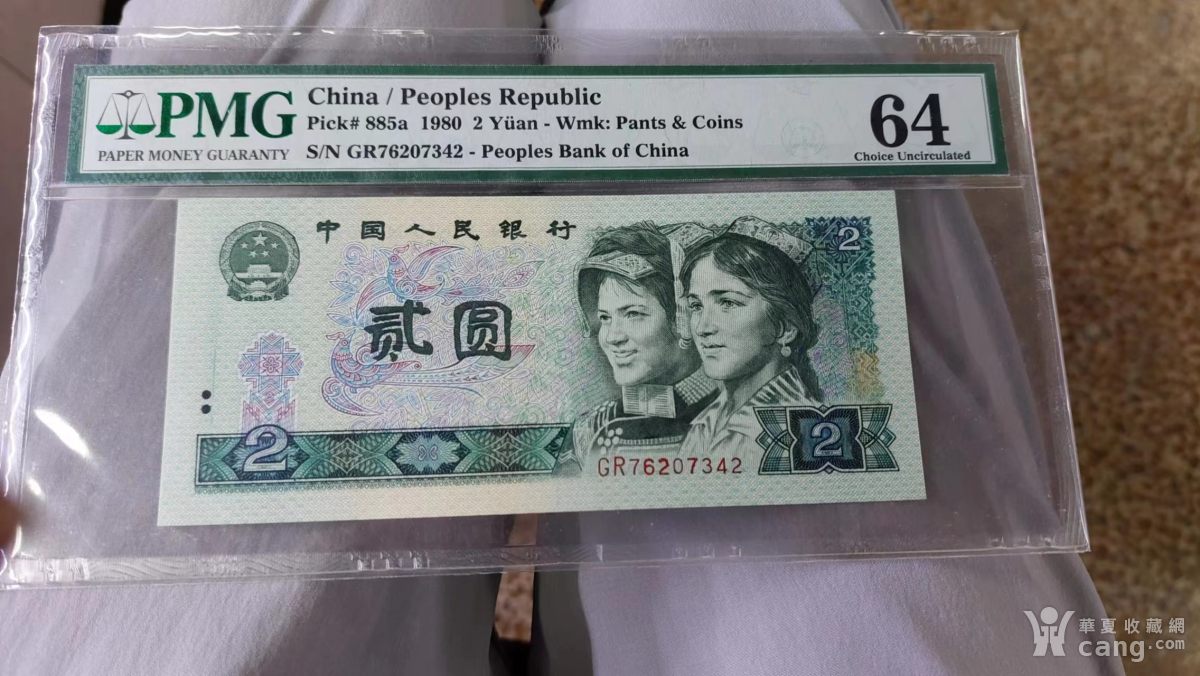 PMG
PAPER MONEY GUARANTY
China / Peoples Republic
Pick# 885a 1980 2 Yüan - Wmk: Pants & Coins
S/N GR76207342 - Peoples Bank of China
64
Choice Uncirculated
中国人民银行
2
贰圆
2
2
GR76207342
華夏收藏網
cang.com